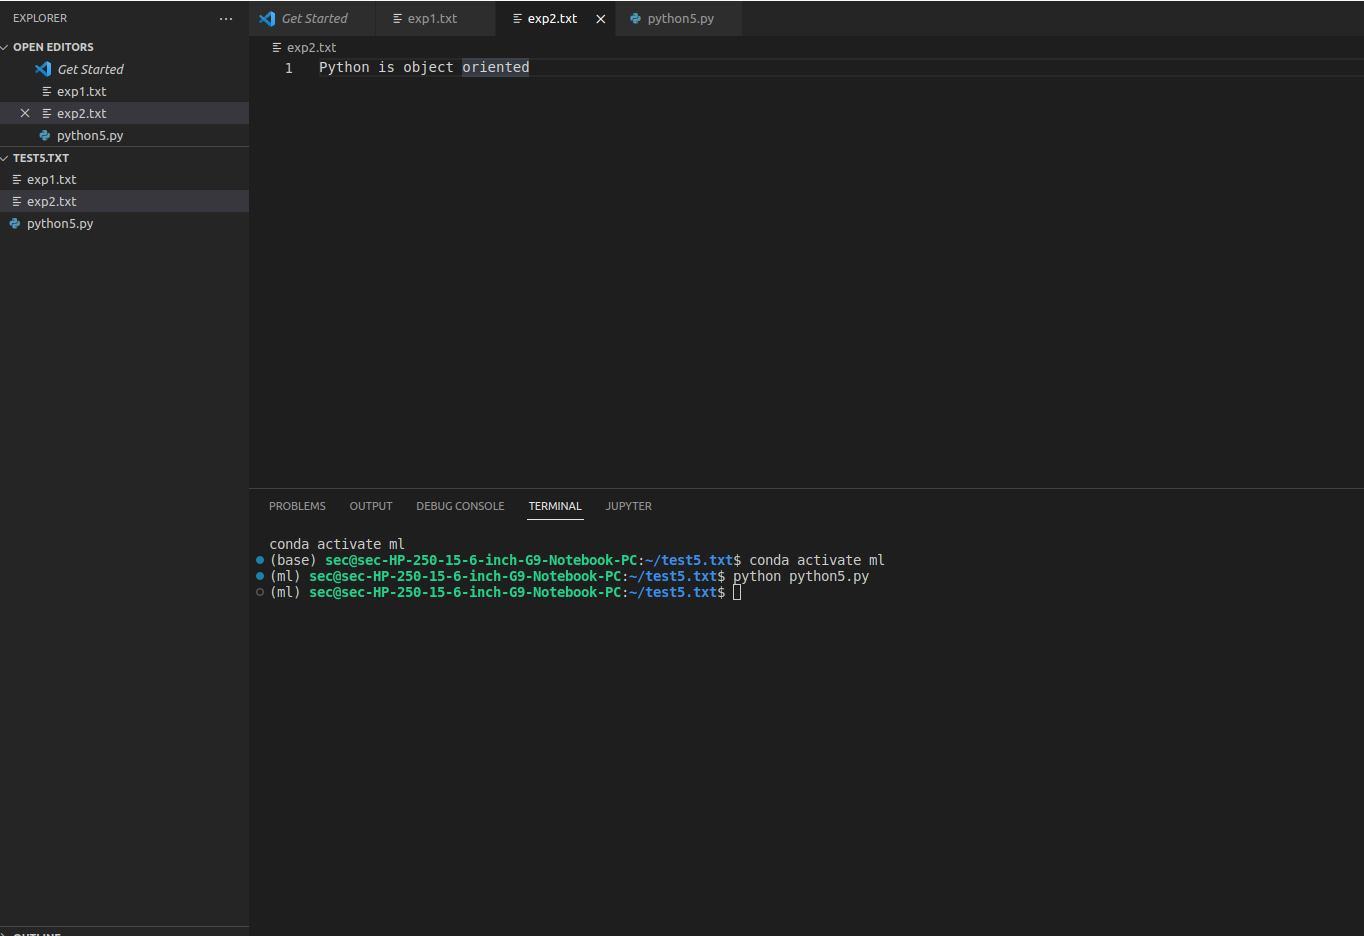 EXPLORER
OPEN EDITORS
Get Started
exp1.txt
exp2.txt
python5.py
TEST5.TXT
exp1.txt
exp2.txt
python5.py
OUTLINE
Get Started
exp1.txt
exp2.txt
python5.py
exp2.txt
1 Python is object oriented
PROBLEMS OUTPUT DEBUG CONSOLE TERMINAL JUPYTER
conda activate ml
(base) sec@sec-HP-250-15-6-inch-G9-Notebook-PC:~/test5.txt$ conda activate ml
(ml) sec@sec-HP-250-15-6-inch-G9-Notebook-PC:~/test5.txt$ python python5.py
(ml) sec@sec-HP-250-15-6-inch-G9-Notebook-PC:~/test5.txt$